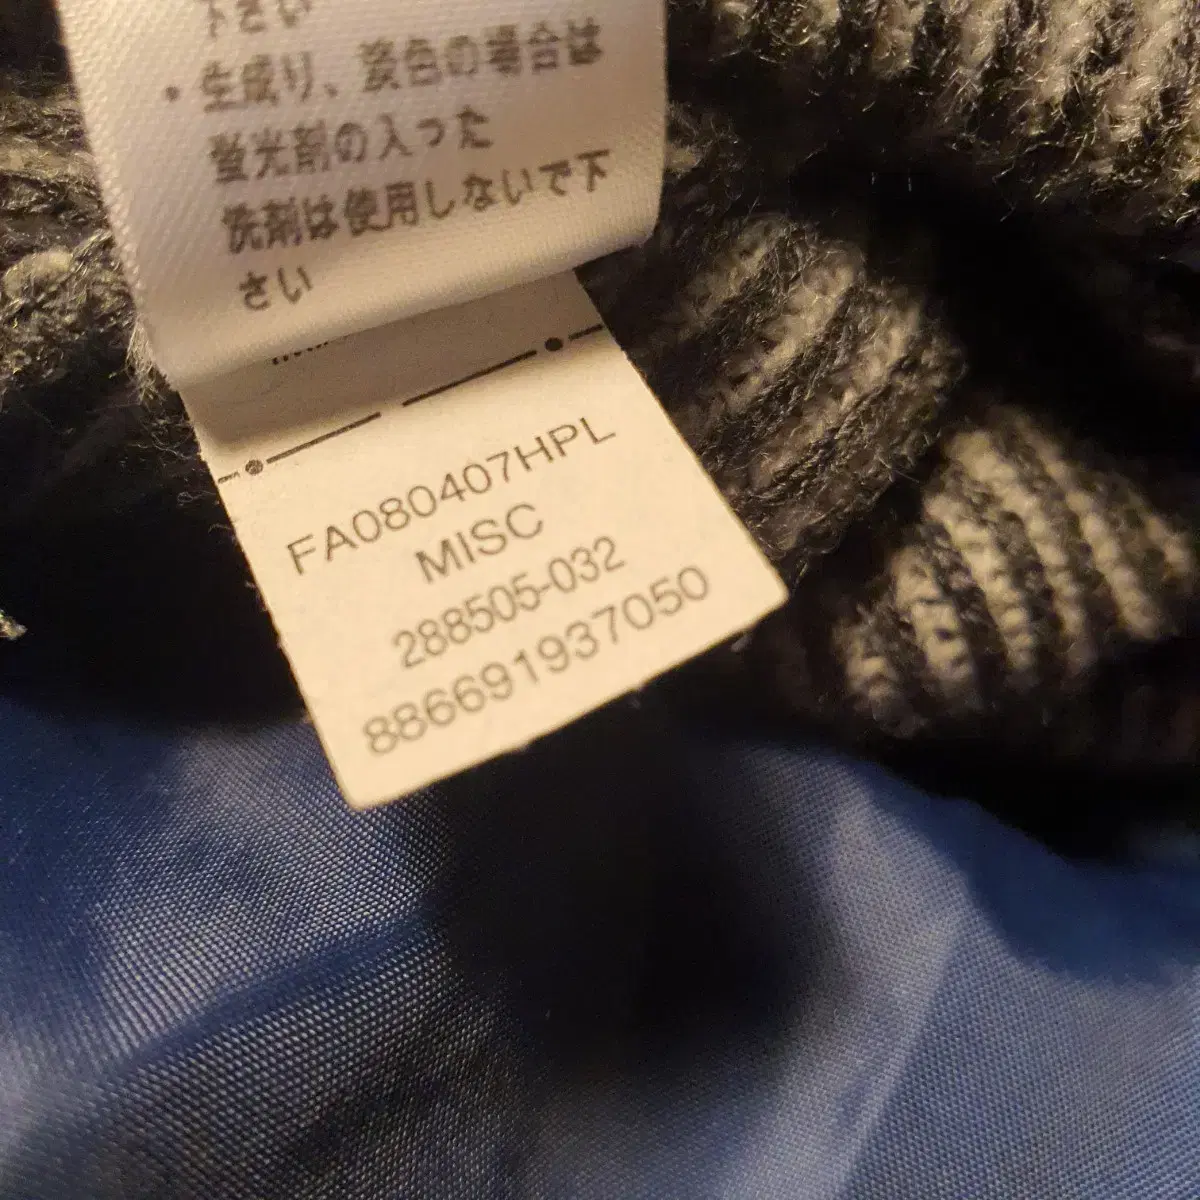 下さい
・生成り、淡色の場合は
蛍光剤の入った
洗剤は使用しないで下
さい
FA080407HPL
MISC
288505-032
886691937050